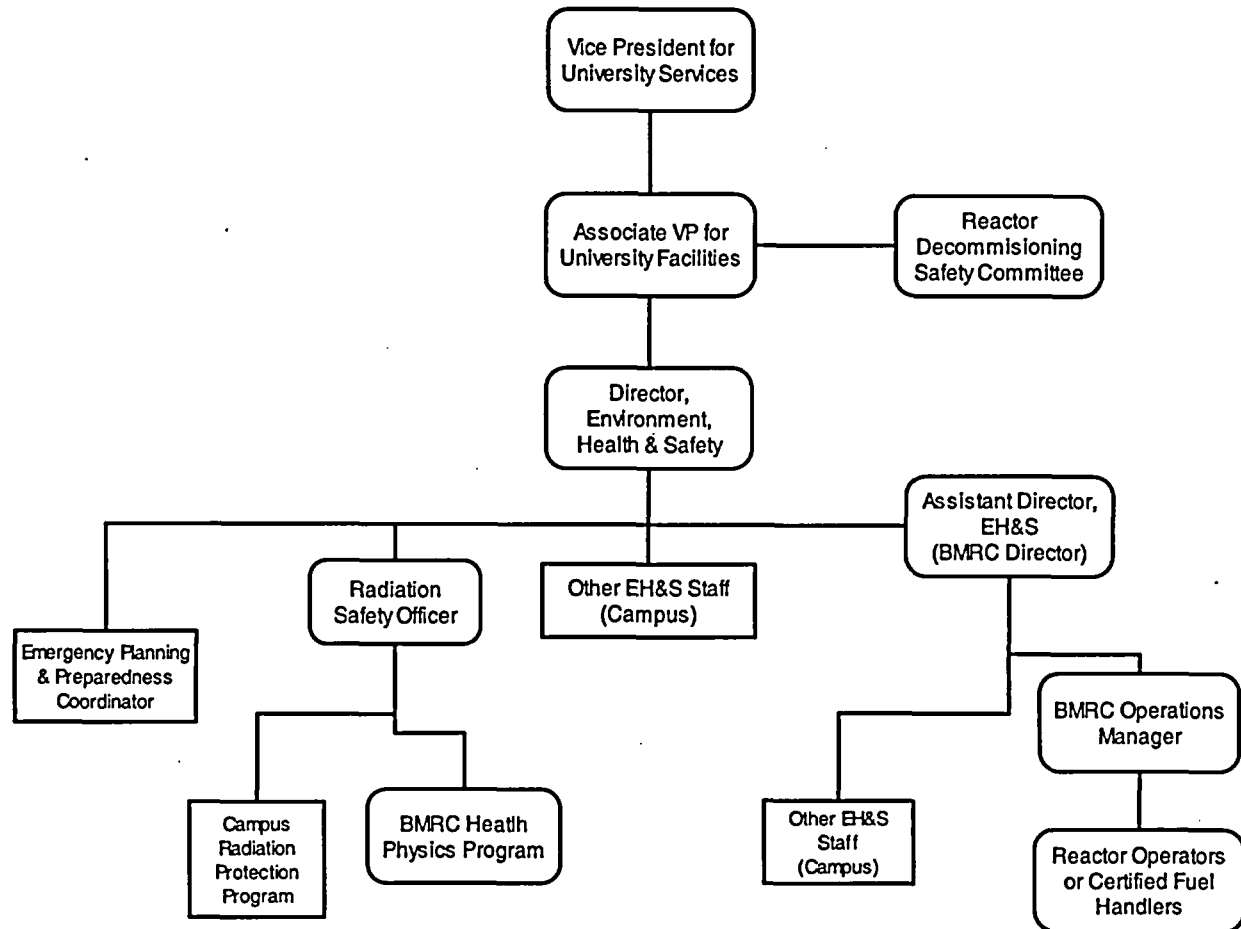 Vice President for
University Services
Associate VP for
University Facilities
Reactor
Decommisioning
Safety Committee
Director,
Environment,
Health & Safety
Assistant Director,
EH&S
(BMRC Director)
Radiation
Safety Officer
Other EH&S Staff
(Campus)
Emergency Planning
& Preparedness
Coordinator
BMRC Operations
Manager
Campus
Radiation
Protection
Program
BMRC Heatlh
Physics Program
Other EH&S
Staff
(Campus)
Reactor Operators
or Certified Fuel
Handlers